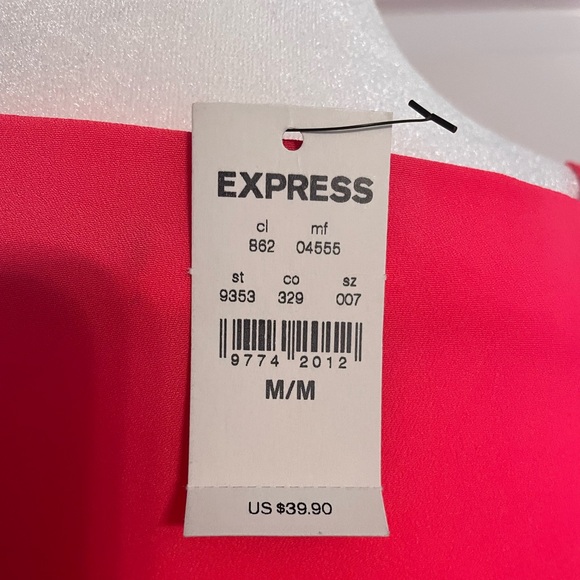 EXPRESS
cl mf
862 04555
st co sz
9353 329 007
9774 2012
M/M
US $39.90